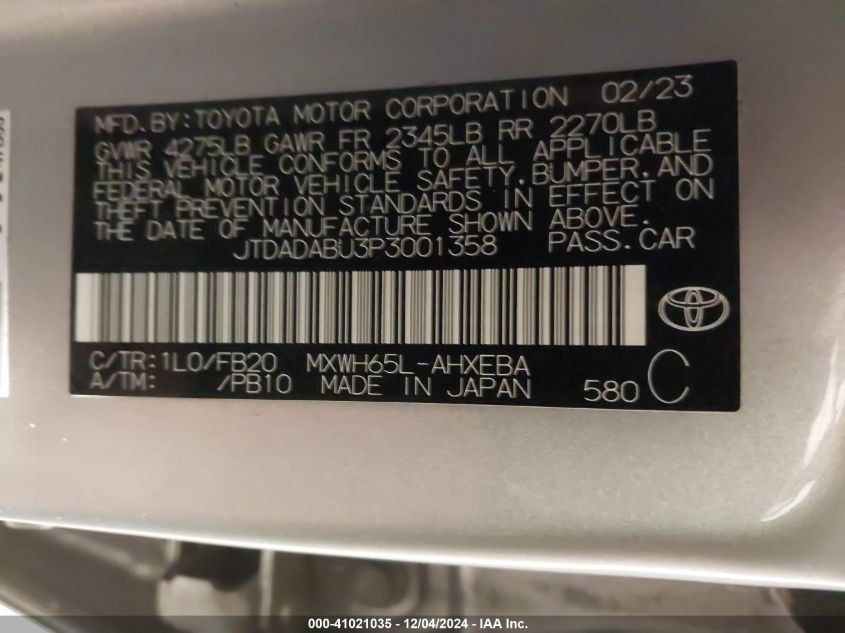 MFD.BY:TOYOTA MOTOR CORPORATION 02/23
GVWR 4275LB GAWR FR 2345LB RR 2270LB
THIS VEHICLE CONFORMS TO ALL APPLICABLE
FEDERAL MOTOR VEHICLE SAFETY,BUMPER,AND
THEFT PREVENTION STANDARDS IN EFFECT ON
THE DATE OF MANUFACTURE SHOWN ABOVE.
JTDADABU3P3001358 PASS.CAR
C/TR:1L0/FB20 MXWH65L-AHXEBA
A/TM: /PB10 MADE IN JAPAN 580 C
000-41021035 - 12/04/2024 - IAA Inc.